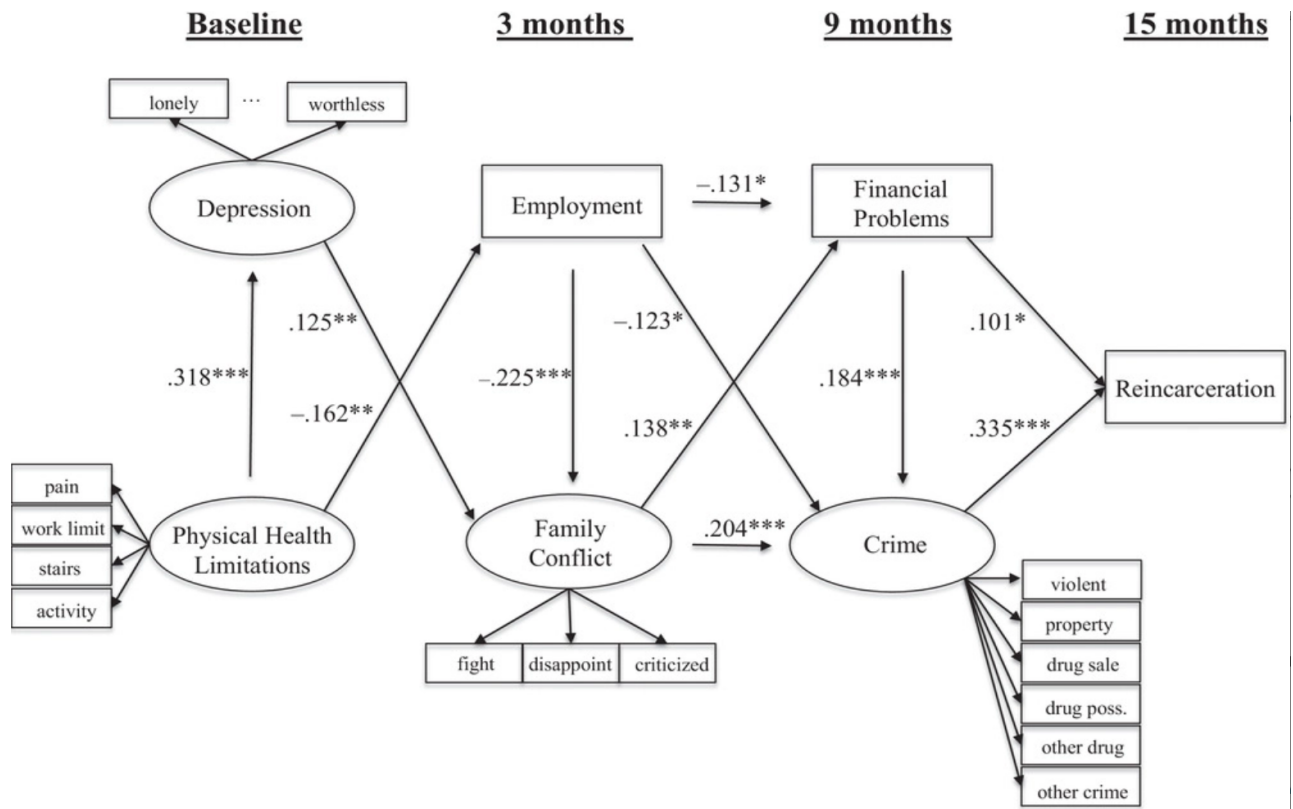 Baseline
3 months
9 months
15 months
lonely
...
worthless
Depression
Employment
–.131*
Financial
Problems
.125**
–.123*
.101*
.318***
–.162**
–.225***
.138**
.184***
.335***
Reincarceration
pain
work limit
stairs
activity
Physical Health
Limitations
Family
Conflict
.204***
Crime
fight
disappoint
criticized
violent
property
drug sale
drug poss.
other drug
other crime